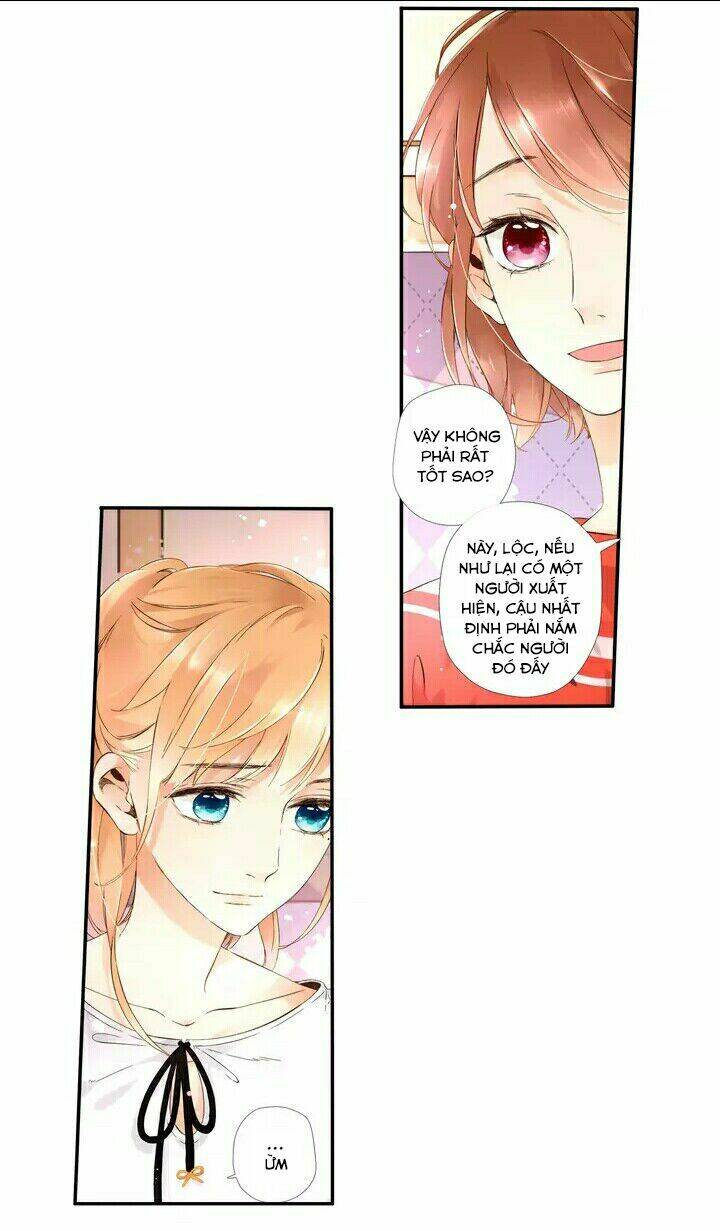 VẬY KHÔNG
PHẢI RẤT
TỐT SAO?
NÀY, LỘC, NẾU
NHƯ LẠI CÓ MỘT
NGƯỜI XUẤT
HIỆN, CẬU NHẤT
ĐỊNH PHẢI NẮM
CHẮC NGƯỜI
ĐÓ ĐẤY
...
ỪM